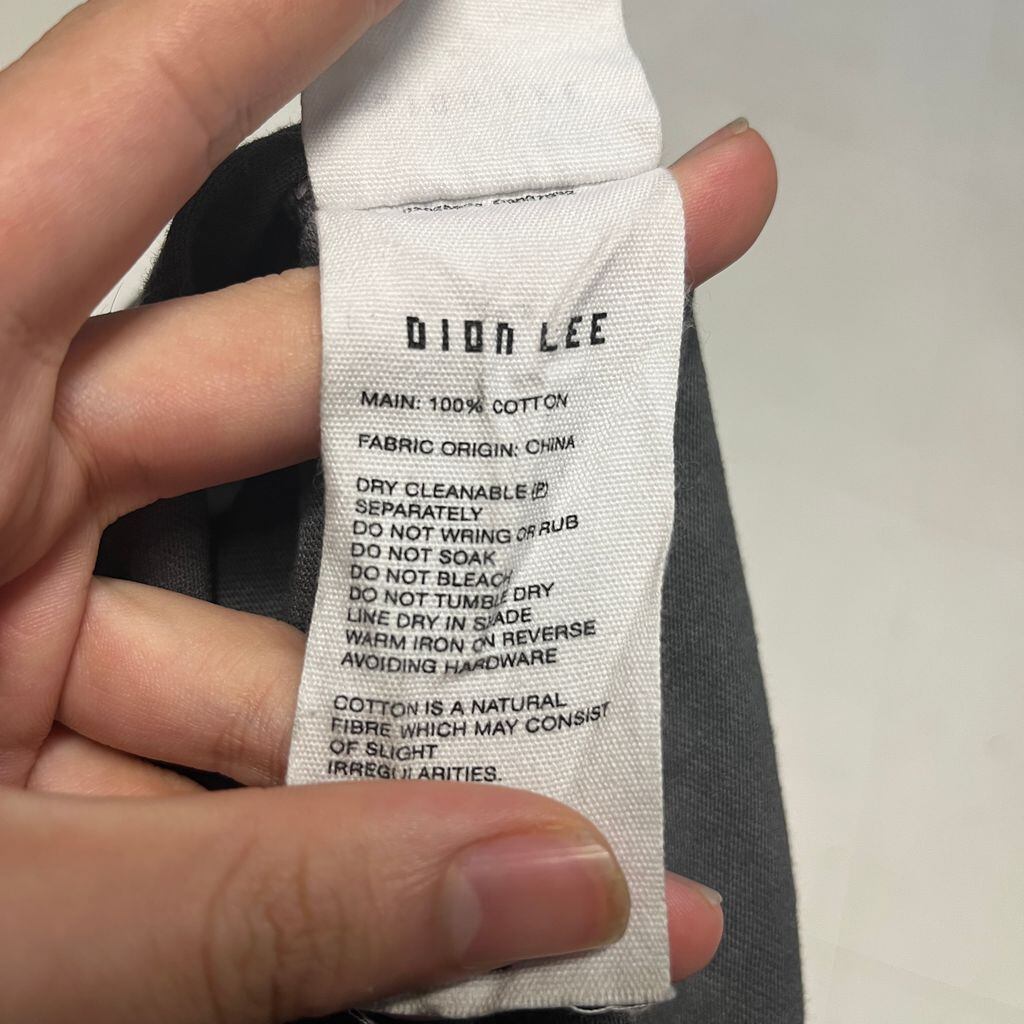 DION LEE
MAIN: 100% COTTON
FABRIC ORIGIN: CHINA
DRY CLEANABLE (P)
SEPARATELY
DO NOT WRING OR RUB
DO NOT SOAK
DO NOT BLEACH
DO NOT TUMBLE DRY
LINE DRY IN SHADE
WARM IRON ON REVERSE
AVOIDING HARDWARE
COTTON IS A NATURAL
FIBRE WHICH MAY CONSIST
OF SLIGHT
IRREGULARITIES.